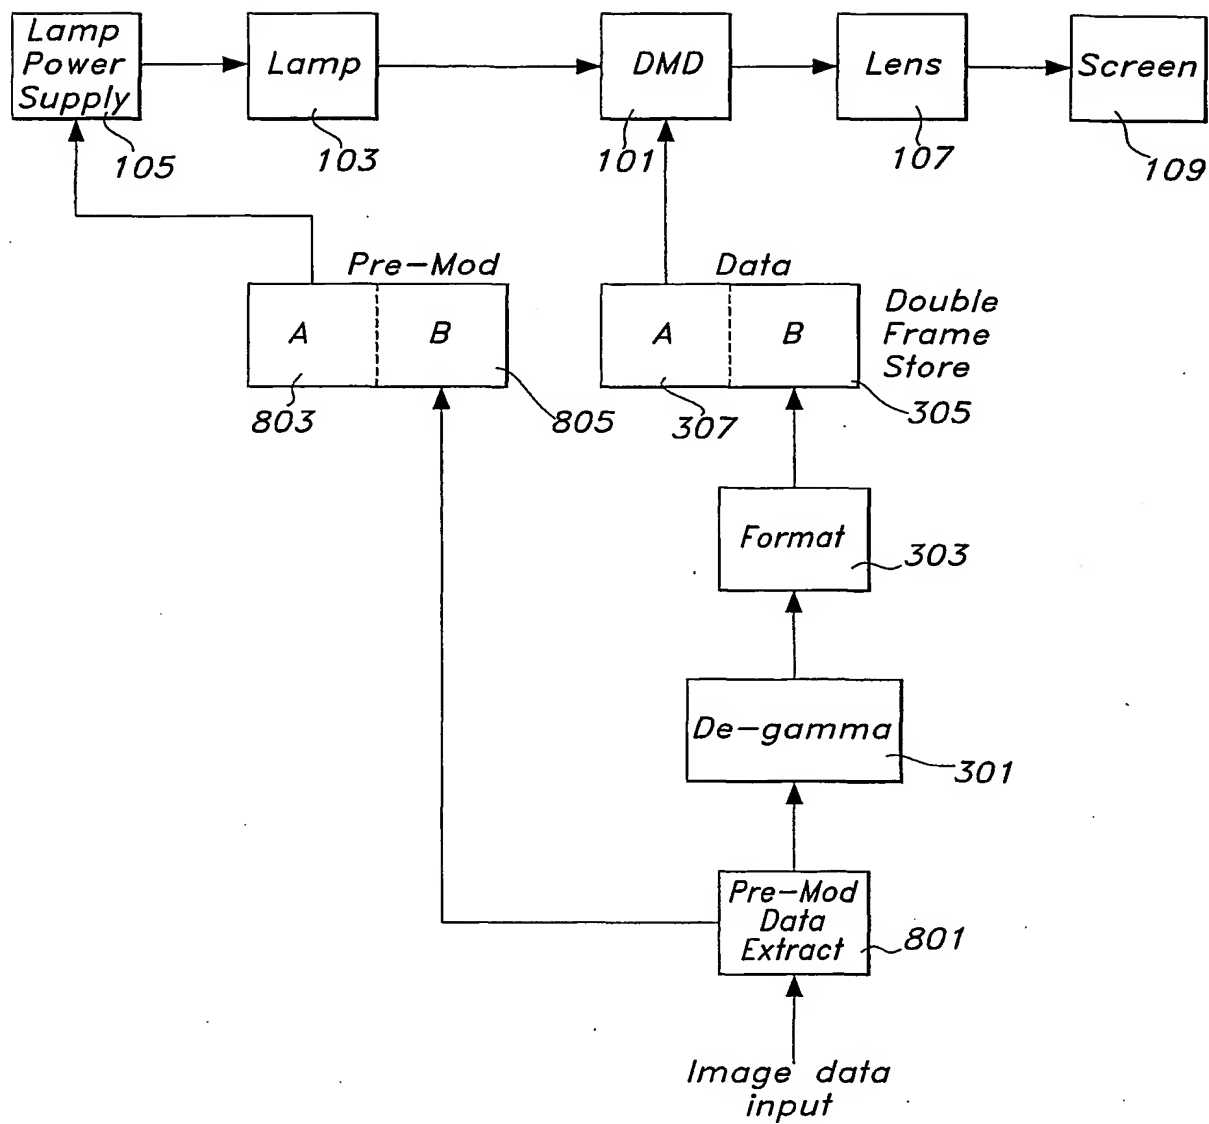 Lamp
Power
Supply
Lamp
DMD
Lens
Screen
105
103
101
107
109
Pre-Mod
Data
A
B
A
B
Double
Frame
Store
803
805
307
305
Format
303
De-gamma
301
Pre-Mod
Data
Extract
801
Image data
input